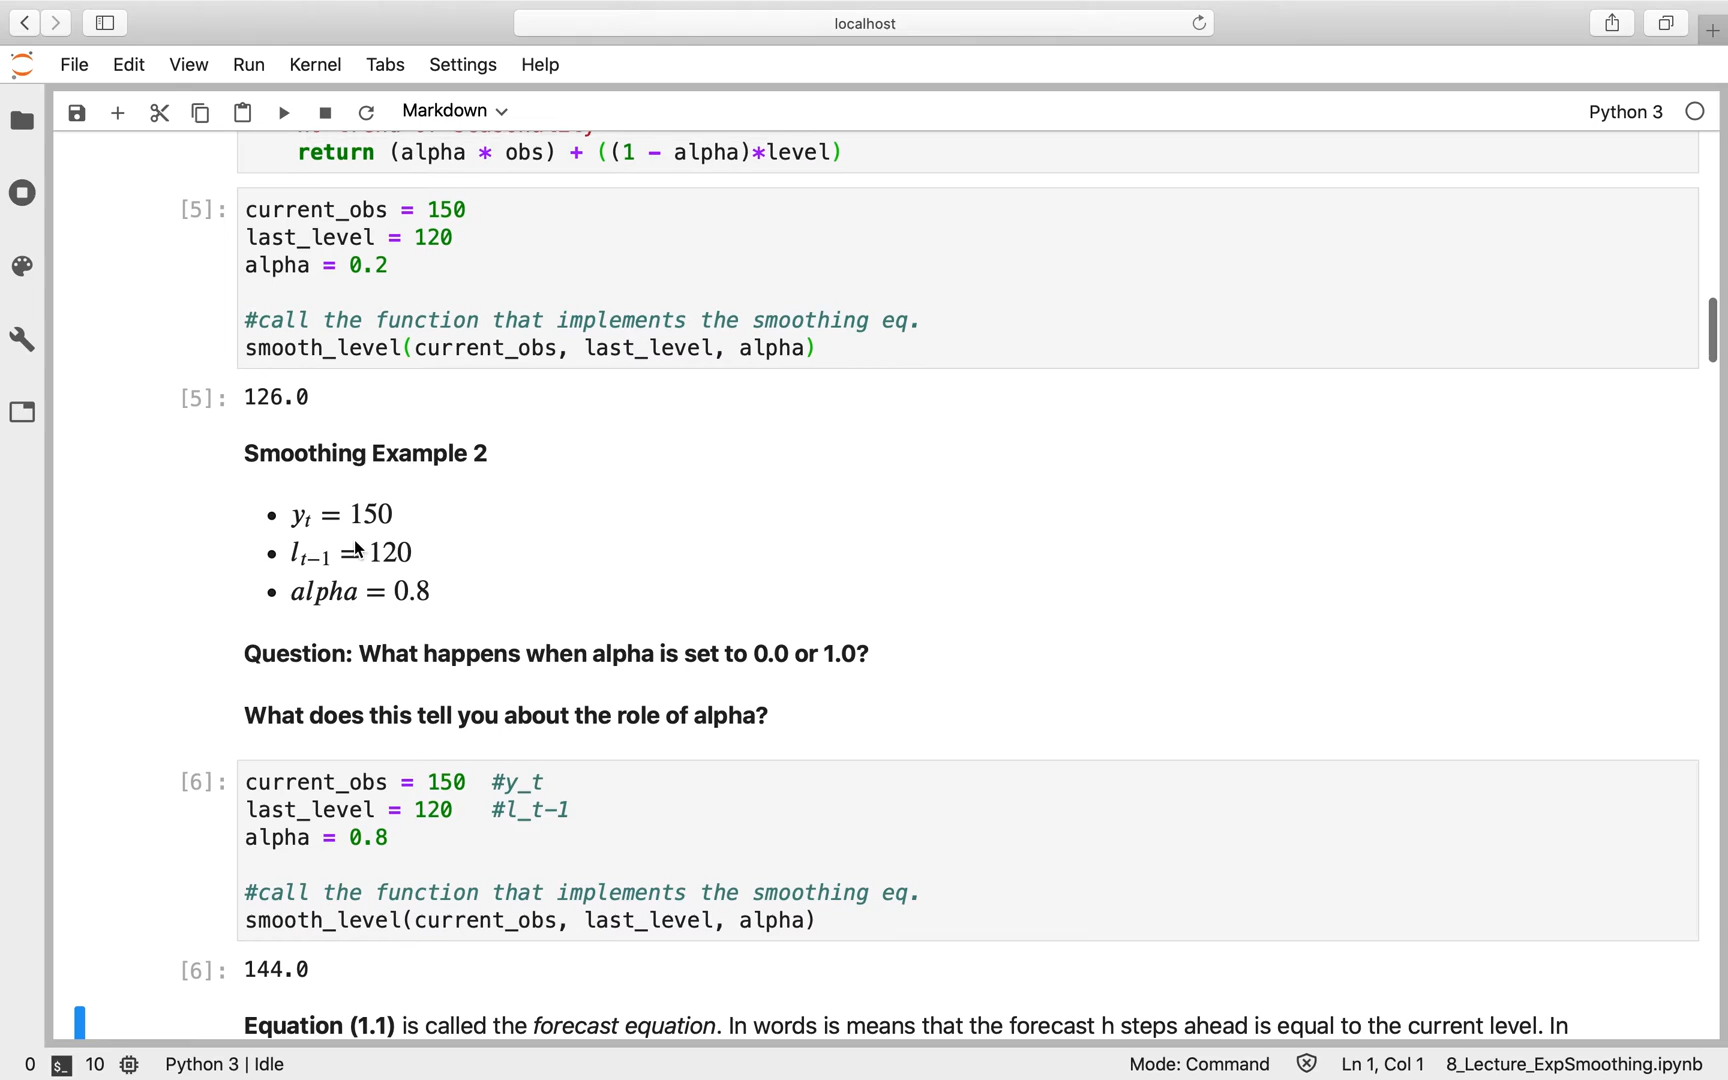 localhost
File Edit View Run Kernel Tabs Settings Help
Markdown
Python 3
return (alpha * obs) + ((1 - alpha)*level)
[5]:
current_obs = 150
last_level = 120
alpha = 0.2
#call the function that implements the smoothing eq.
smooth_level(current_obs, last_level, alpha)
[5]: 126.0
Smoothing Example 2
• yₜ = 150
• lₜ₋₁ = 120
• alpha = 0.8
Question: What happens when alpha is set to 0.0 or 1.0?
What does this tell you about the role of alpha?
[6]:
current_obs = 150 #y_t
last_level = 120 #l_t-1
alpha = 0.8
#call the function that implements the smoothing eq.
smooth_level(current_obs, last_level, alpha)
[6]: 144.0
Equation (1.1) is called the forecast equation. In words is means that the forecast h steps ahead is equal to the current level. In
0 $_ 10 Python 3 | Idle Mode: Command Ln 1, Col 1 8_Lecture_ExpSmoothing.ipynb